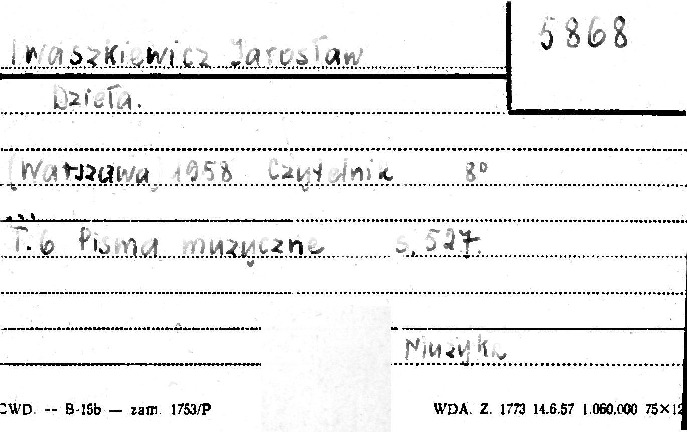 5868
Iwaszkiewicz Jarosław
Dzieła.
[Warszawa] 1958 Czytelnik 8⁰
...
T. 6 Pisma muzyczne s. 527.
Muzyka
CWD. -- B-15b — zam. 1753/P WDA. Z. 1773 14.6.57 1.060.000 75×12